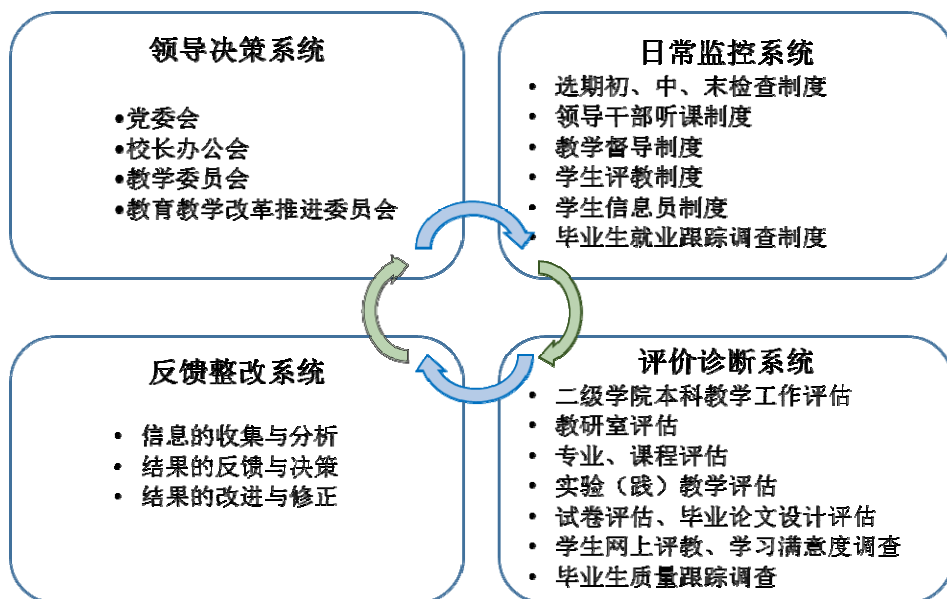 领导决策系统
•党委会
•校长办公会
•教学委员会
•教育教学改革推进委员会
日常监控系统
• 选期初、中、末检查制度
• 领导干部听课制度
• 教学督导制度
• 学生评教制度
• 学生信息员制度
• 毕业生就业跟踪调查制度
反馈整改系统
• 信息的收集与分析
• 结果的反馈与决策
• 结果的改进与修正
评价诊断系统
• 二级学院本科教学工作评估
• 教研室评估
• 专业、课程评估
• 实验（践）教学评估
• 试卷评估、毕业论文设计评估
• 学生网上评教、学习满意度调查
• 毕业生质量跟踪调查